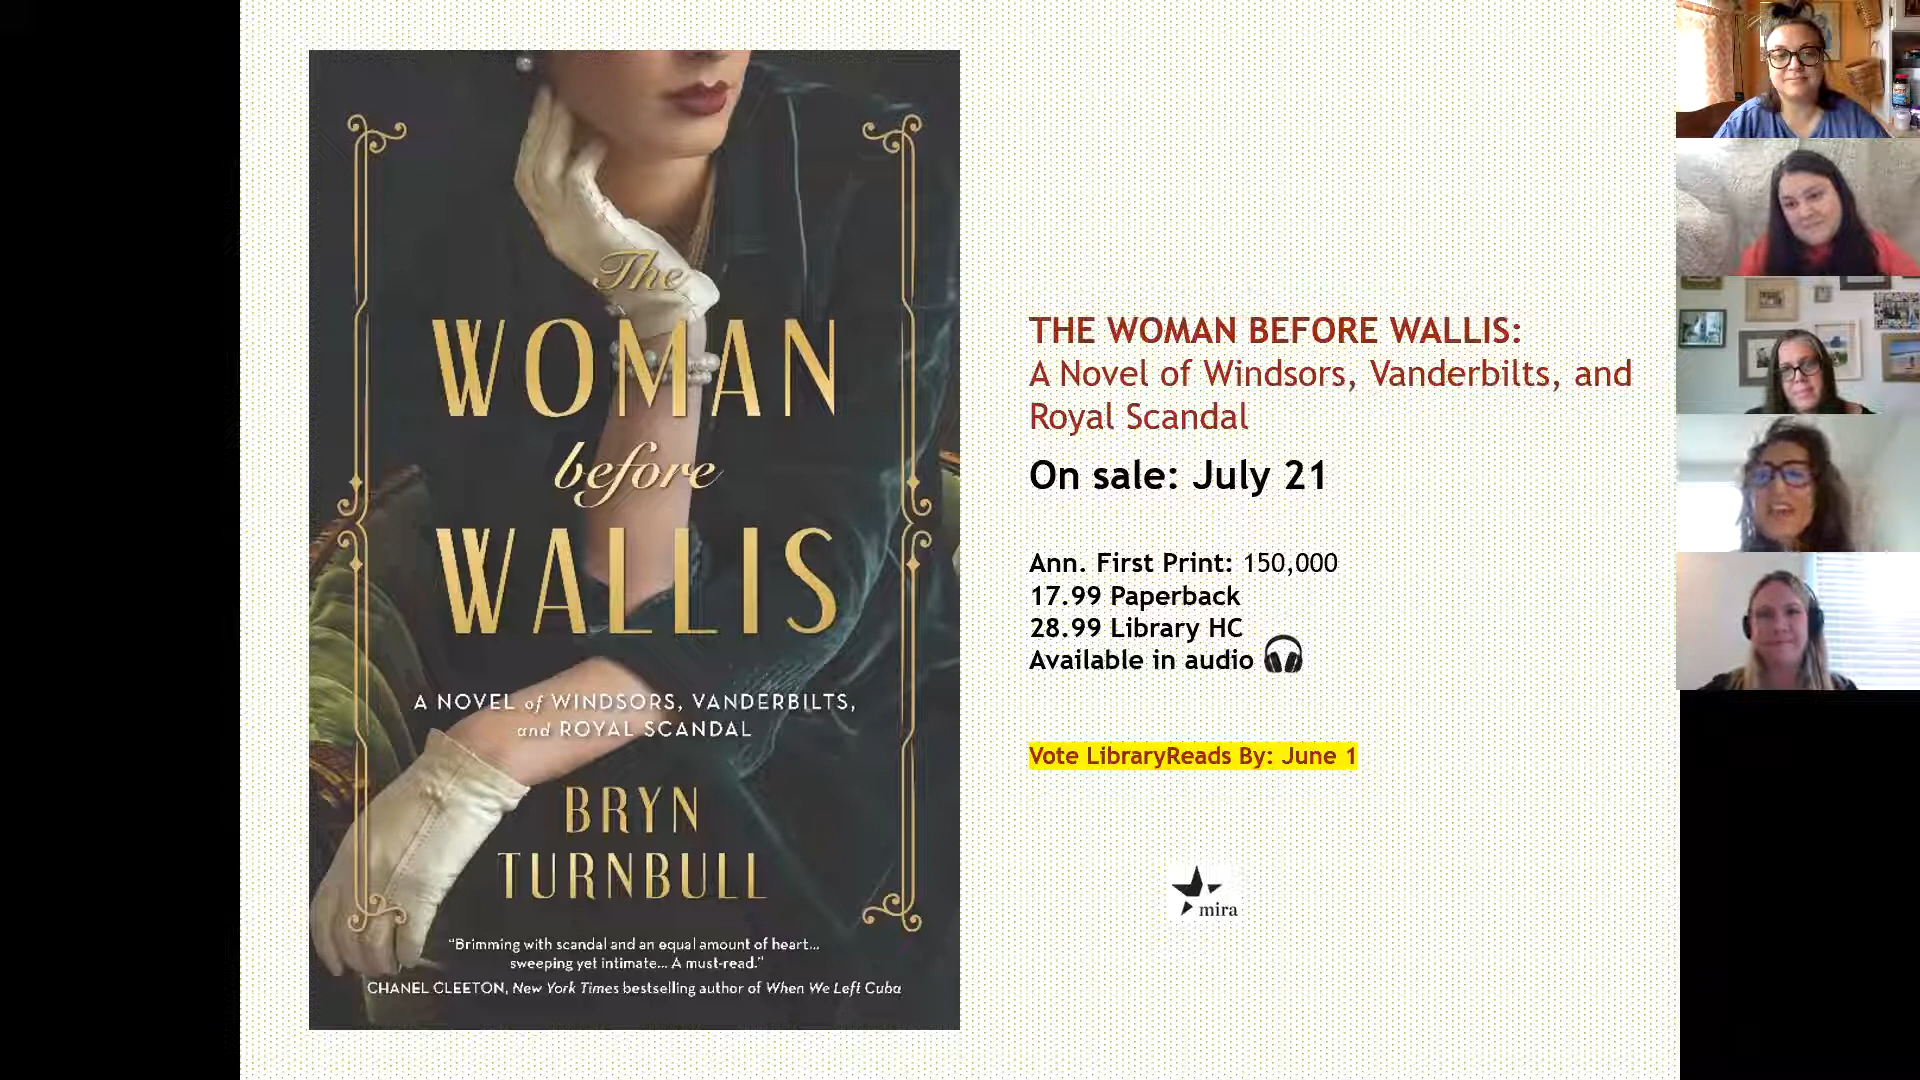 The
WOMAN
before
WALLIS
A NOVEL of WINDSORS, VANDERBILTS,
and ROYAL SCANDAL
BRYN
TURNBULL
"Brimming with scandal and an equal amount of heart...
sweeping yet intimate... A must-read."
CHANEL CLEETON, New York Times bestselling author of When We Left Cuba
THE WOMAN BEFORE WALLIS:
A Novel of Windsors, Vanderbilts, and
Royal Scandal
On sale: July 21
Ann. First Print: 150,000
17.99 Paperback
28.99 Library HC
Available in audio
Vote LibraryReads By: June 1
mira